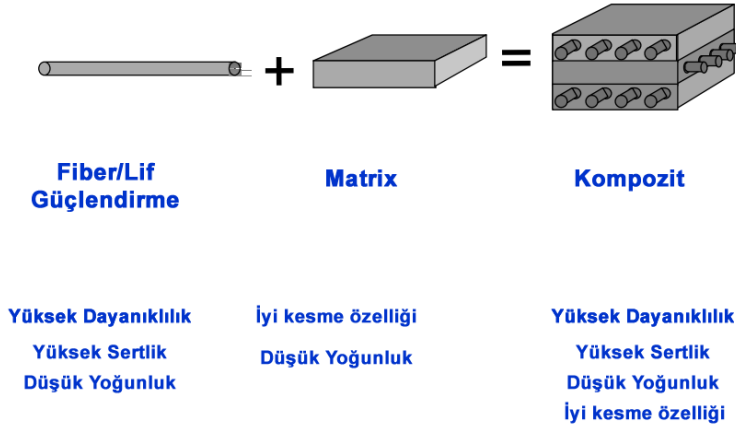 +
=
Fiber/Lif
Güçlendirme
Matrix
Kompozit
Yüksek Dayanıklılık
Yüksek Sertlik
Düşük Yoğunluk
İyi kesme özelliği
Düşük Yoğunluk
Yüksek Dayanıklılık
Yüksek Sertlik
Düşük Yoğunluk
İyi kesme özelliği